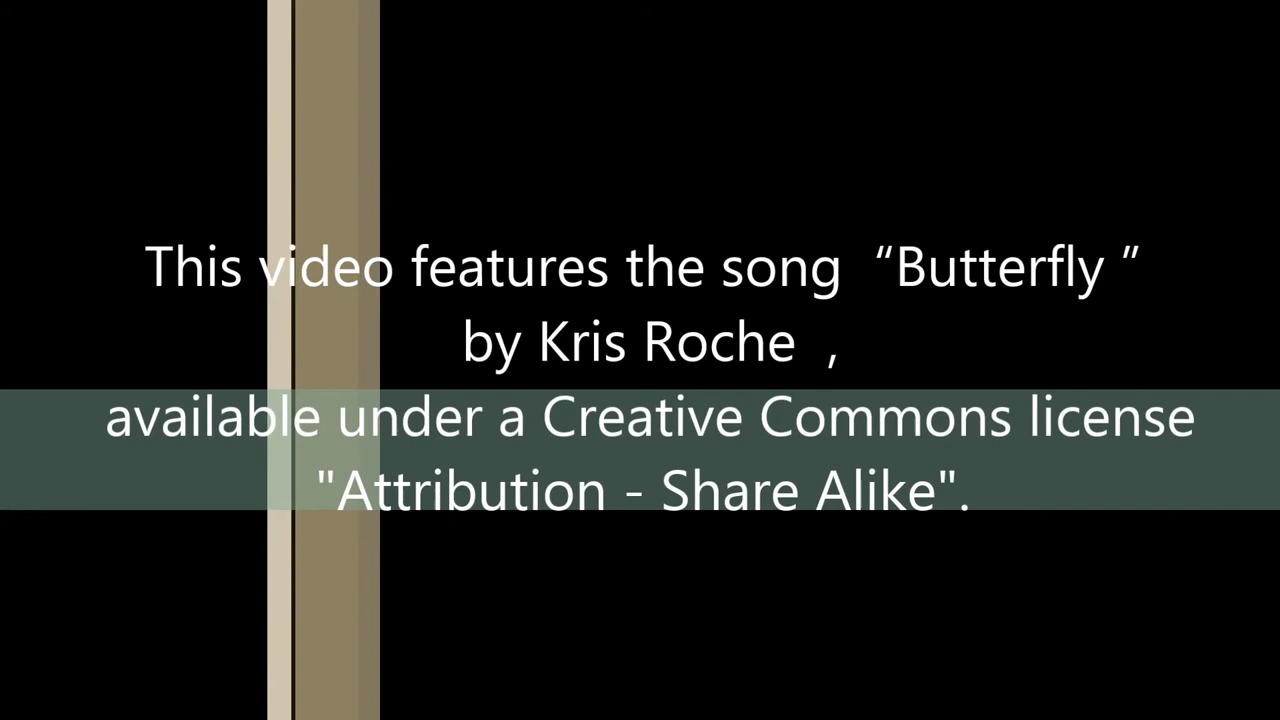 This video features the song “Butterfly ”
by Kris Roche ,
available under a Creative Commons license
"Attribution - Share Alike".